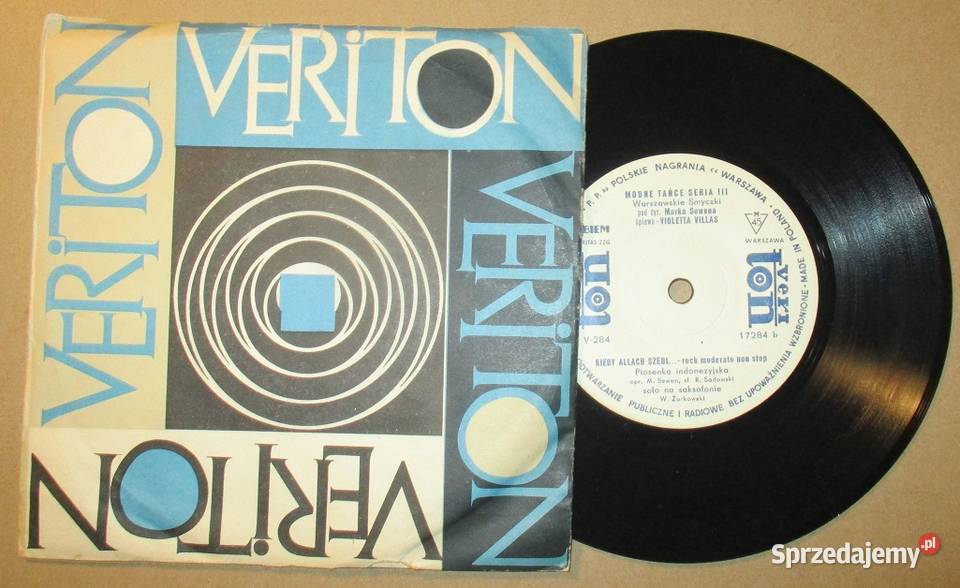 VERITON
VERITON
VERITON
VERITON
POLSKIE NAGRANIA « WARSZAWA · MADE IN POLAND ·
MODNE TAŃCE SERIA III
Warszawskie Smyczki
pod dyr. Marka Sewena
śpiewa - VIOLETTA VILLAS
BIEM
M
45
WARSZAWA
veri
ton
V-284
17284 b
KIEDY ALLACH SZEDŁ... - rock moderato non stop
Piosenka indonezyjska
opr. M. Sewen, sł. R. Sadowski
solo na saksofonie
W. Żurkowski
ODTWARZANIE PUBLICZNE I RADIOWE BEZ UPOWAŻNIENIA WZBRONIONE
Sprzedajemy.pl